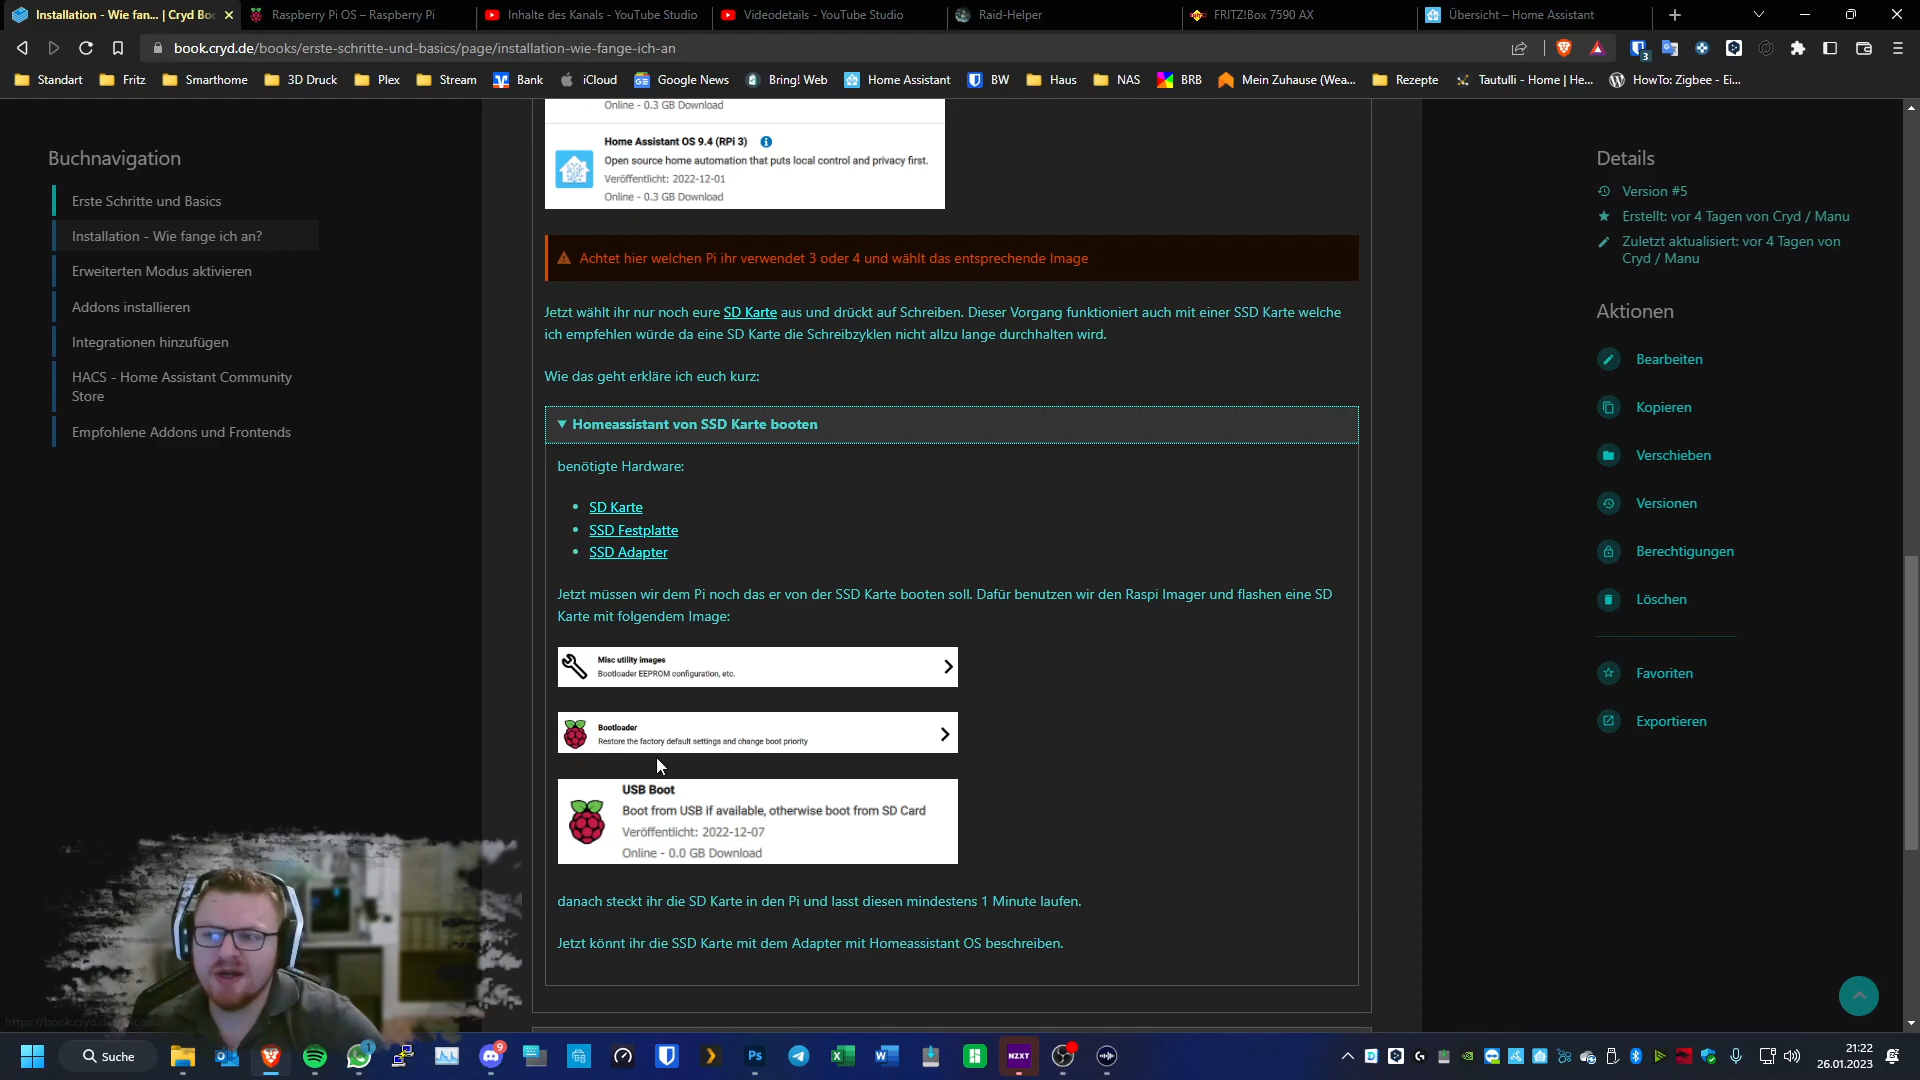 Installation - Wie fan... | Cryd Bo
Raspberry Pi OS – Raspberry Pi
Inhalte des Kanals - YouTube Studio
Videodetails - YouTube Studio
Raid-Helper
FRITZ!Box 7590 AX
Übersicht – Home Assistant
book.cryd.de/books/erste-schritte-und-basics/page/installation-wie-fange-ich-an
3
Standart
Fritz
Smarthome
3D Druck
Plex
Stream
Bank
iCloud
Google News
Bring! Web
Home Assistant
BW
Haus
NAS
BRB
Mein Zuhause (Wea...
Rezepte
Tautulli - Home | He...
HowTo: Zigbee - Ei...
Buchnavigation
Erste Schritte und Basics
Installation - Wie fange ich an?
Erweiterten Modus aktivieren
Addons installieren
Integrationen hinzufügen
HACS - Home Assistant Community
Store
Empfohlene Addons und Frontends
Online - 0.3 GB Download
Home Assistant OS 9.4 (RPi 3)
Open source home automation that puts local control and privacy first.
Veröffentlicht: 2022-12-01
Online - 0.3 GB Download
Achtet hier welchen Pi ihr verwendet 3 oder 4 und wählt das entsprechende Image
Jetzt wählt ihr nur noch eure SD Karte aus und drückt auf Schreiben. Dieser Vorgang funktioniert auch mit einer SSD Karte welche
ich empfehlen würde da eine SD Karte die Schreibzyklen nicht allzu lange durchhalten wird.
Wie das geht erkläre ich euch kurz:
Homeassistant von SSD Karte booten
benötigte Hardware:
SD Karte
SSD Festplatte
SSD Adapter
Jetzt müssen wir dem Pi noch das er von der SSD Karte booten soll. Dafür benutzen wir den Raspi Imager und flashen eine SD
Karte mit folgendem Image:
Misc utility images
Bootloader EEPROM configuration, etc.
Bootloader
Restore the factory default settings and change boot priority
USB Boot
Boot from USB if available, otherwise boot from SD Card
Veröffentlicht: 2022-12-07
Online - 0.0 GB Download
danach steckt ihr die SD Karte in den Pi und lasst diesen mindestens 1 Minute laufen.
Jetzt könnt ihr die SSD Karte mit dem Adapter mit Homeassistant OS beschreiben.
Details
Version #5
Erstellt: vor 4 Tagen von Cryd / Manu
Zuletzt aktualisiert: vor 4 Tagen von
Cryd / Manu
Aktionen
Bearbeiten
Kopieren
Verschieben
Versionen
Berechtigungen
Löschen
Favoriten
Exportieren
Suche
1
9
Ps
NZXT
21:22
26.01.2023